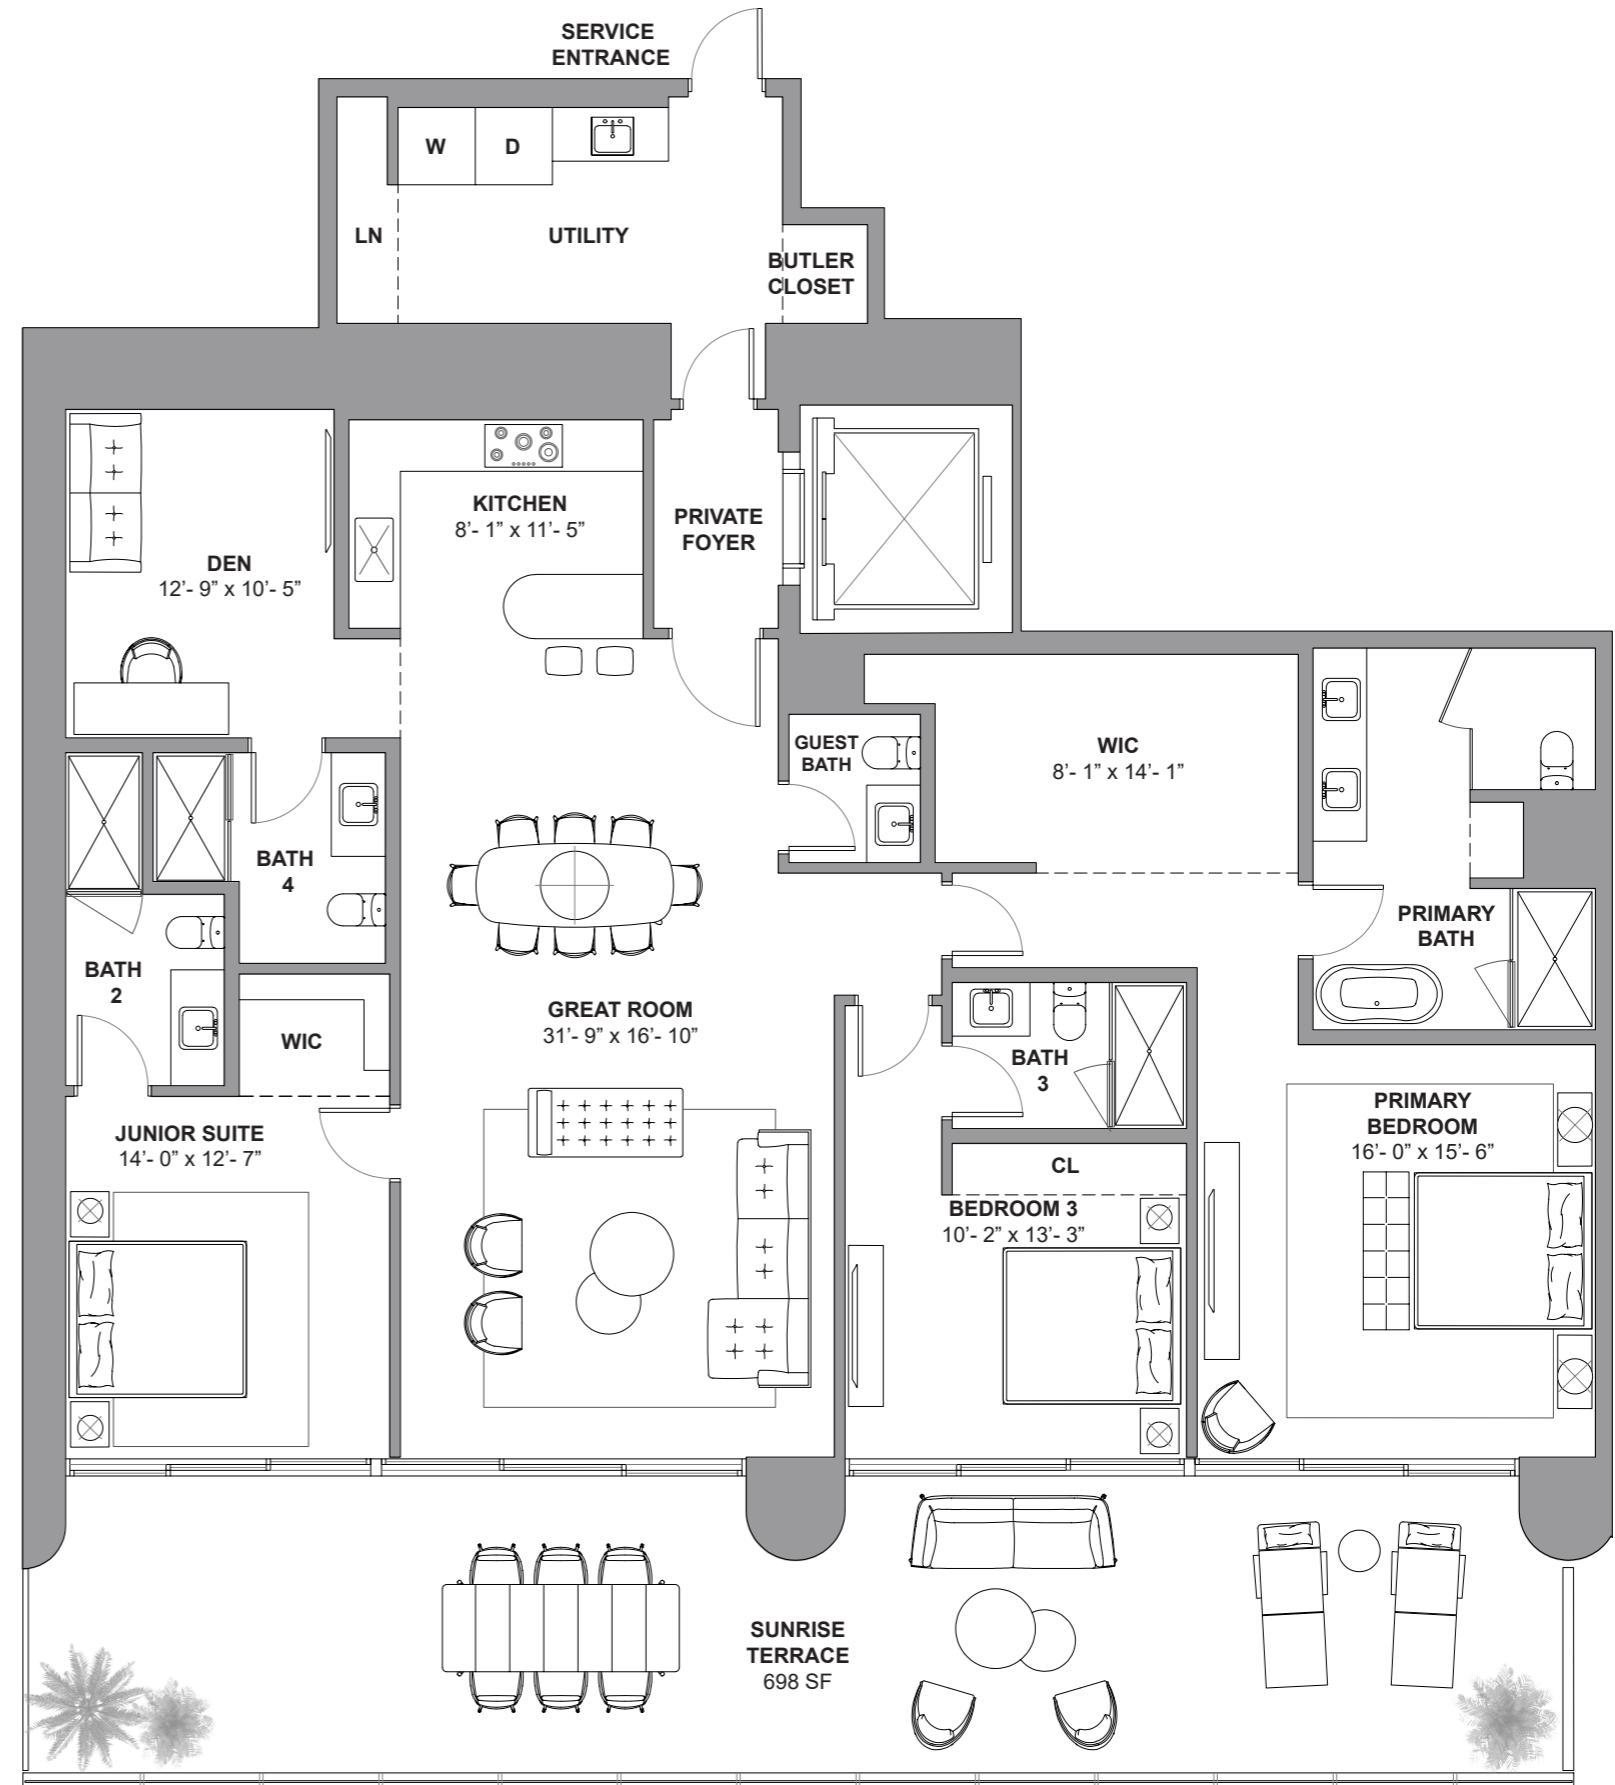 SERVICE
ENTRANCE
W
D
LN
UTILITY
BUTLER
CLOSET
KITCHEN
8’- 1” x 11’- 5”
PRIVATE
FOYER
DEN
12’- 9” x 10’- 5”
GUEST
BATH
WIC
8’- 1” x 14’- 1”
BATH
4
PRIMARY
BATH
BATH
2
GREAT ROOM
31’- 9” x 16’- 10”
WIC
BATH
3
JUNIOR SUITE
14’- 0” x 12’- 7”
PRIMARY
BEDROOM
16’- 0” x 15’- 6”
CL
BEDROOM 3
10’- 2” x 13’- 3”
SUNRISE
TERRACE
698 SF